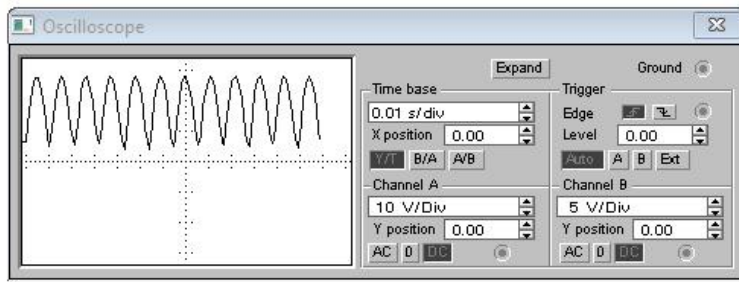 Oscilloscope
Expand
Ground
Time base
0.01 s/div
X position 0.00
Y/T B/A A/B
Trigger
Edge
Level 0.00
Auto A B Ext
Channel A
10 V/Div
Y position 0.00
AC 0 DC
Channel B
5 V/Div
Y position 0.00
AC 0 DC